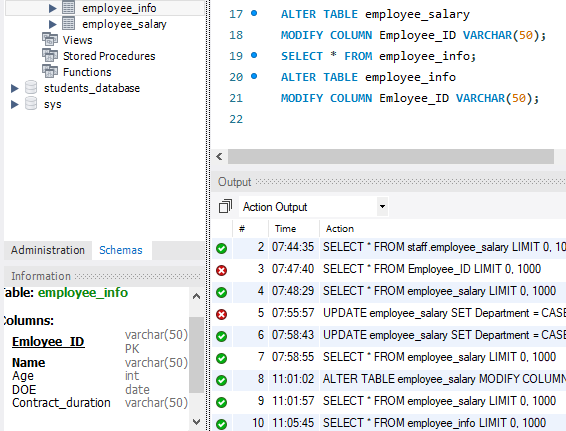 employee_info
employee_salary
Views
Stored Procedures
Functions
students_database
sys
Administration Schemas
Information
Table: employee_info
Columns:
Emloyee_ID varchar(50)
PK
Name varchar(50)
Age int
DOE date
Contract_duration varchar(50)
17 ALTER TABLE employee_salary
18 MODIFY COLUMN Employee_ID VARCHAR(50);
19 SELECT * FROM employee_info;
20 ALTER TABLE employee_info
21 MODIFY COLUMN Emloyee_ID VARCHAR(50);
22
Output
Action Output
# Time Action
2 07:44:35 SELECT * FROM staff.employee_salary LIMIT 0, 10
3 07:47:40 SELECT * FROM Employee_ID LIMIT 0, 1000
4 07:48:29 SELECT * FROM employee_salary LIMIT 0, 1000
5 07:55:57 UPDATE employee_salary SET Department = CASE
6 07:58:43 UPDATE employee_salary SET Department = CASE
7 07:58:55 SELECT * FROM employee_salary LIMIT 0, 1000
8 11:01:02 ALTER TABLE employee_salary MODIFY COLUMN
9 11:01:57 SELECT * FROM employee_salary LIMIT 0, 1000
10 11:05:45 SELECT * FROM employee_info LIMIT 0, 1000